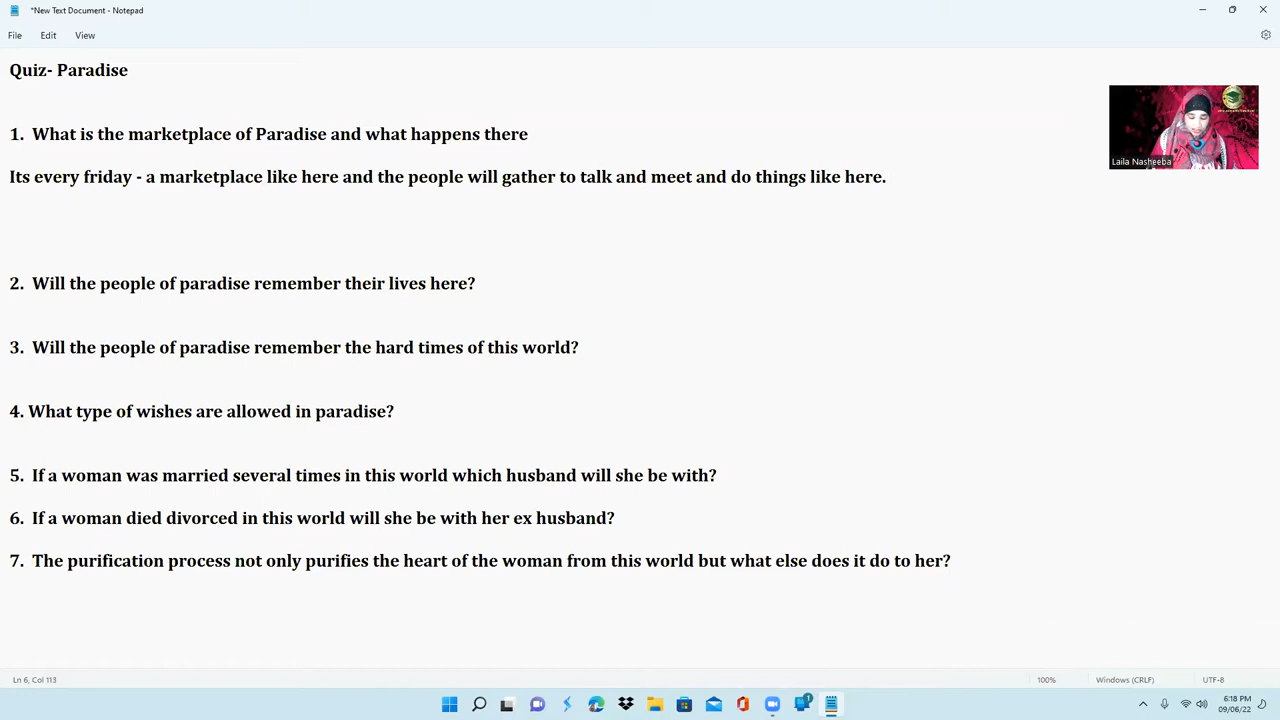 *New Text Document - Notepad
File Edit View
Quiz- Paradise
1. What is the marketplace of Paradise and what happens there
Its every friday - a marketplace like here and the people will gather to talk and meet and do things like here.
Laila Nasheeba
2. Will the people of paradise remember their lives here?
3. Will the people of paradise remember the hard times of this world?
4. What type of wishes are allowed in paradise?
5. If a woman was married several times in this world which husband will she be with?
6. If a woman died divorced in this world will she be with her ex husband?
7. The purification process not only purifies the heart of the woman from this world but what else does it do to her?
Ln 6, Col 113 100% Windows (CRLF) UTF-8
1
6:18 PM
09/06/22